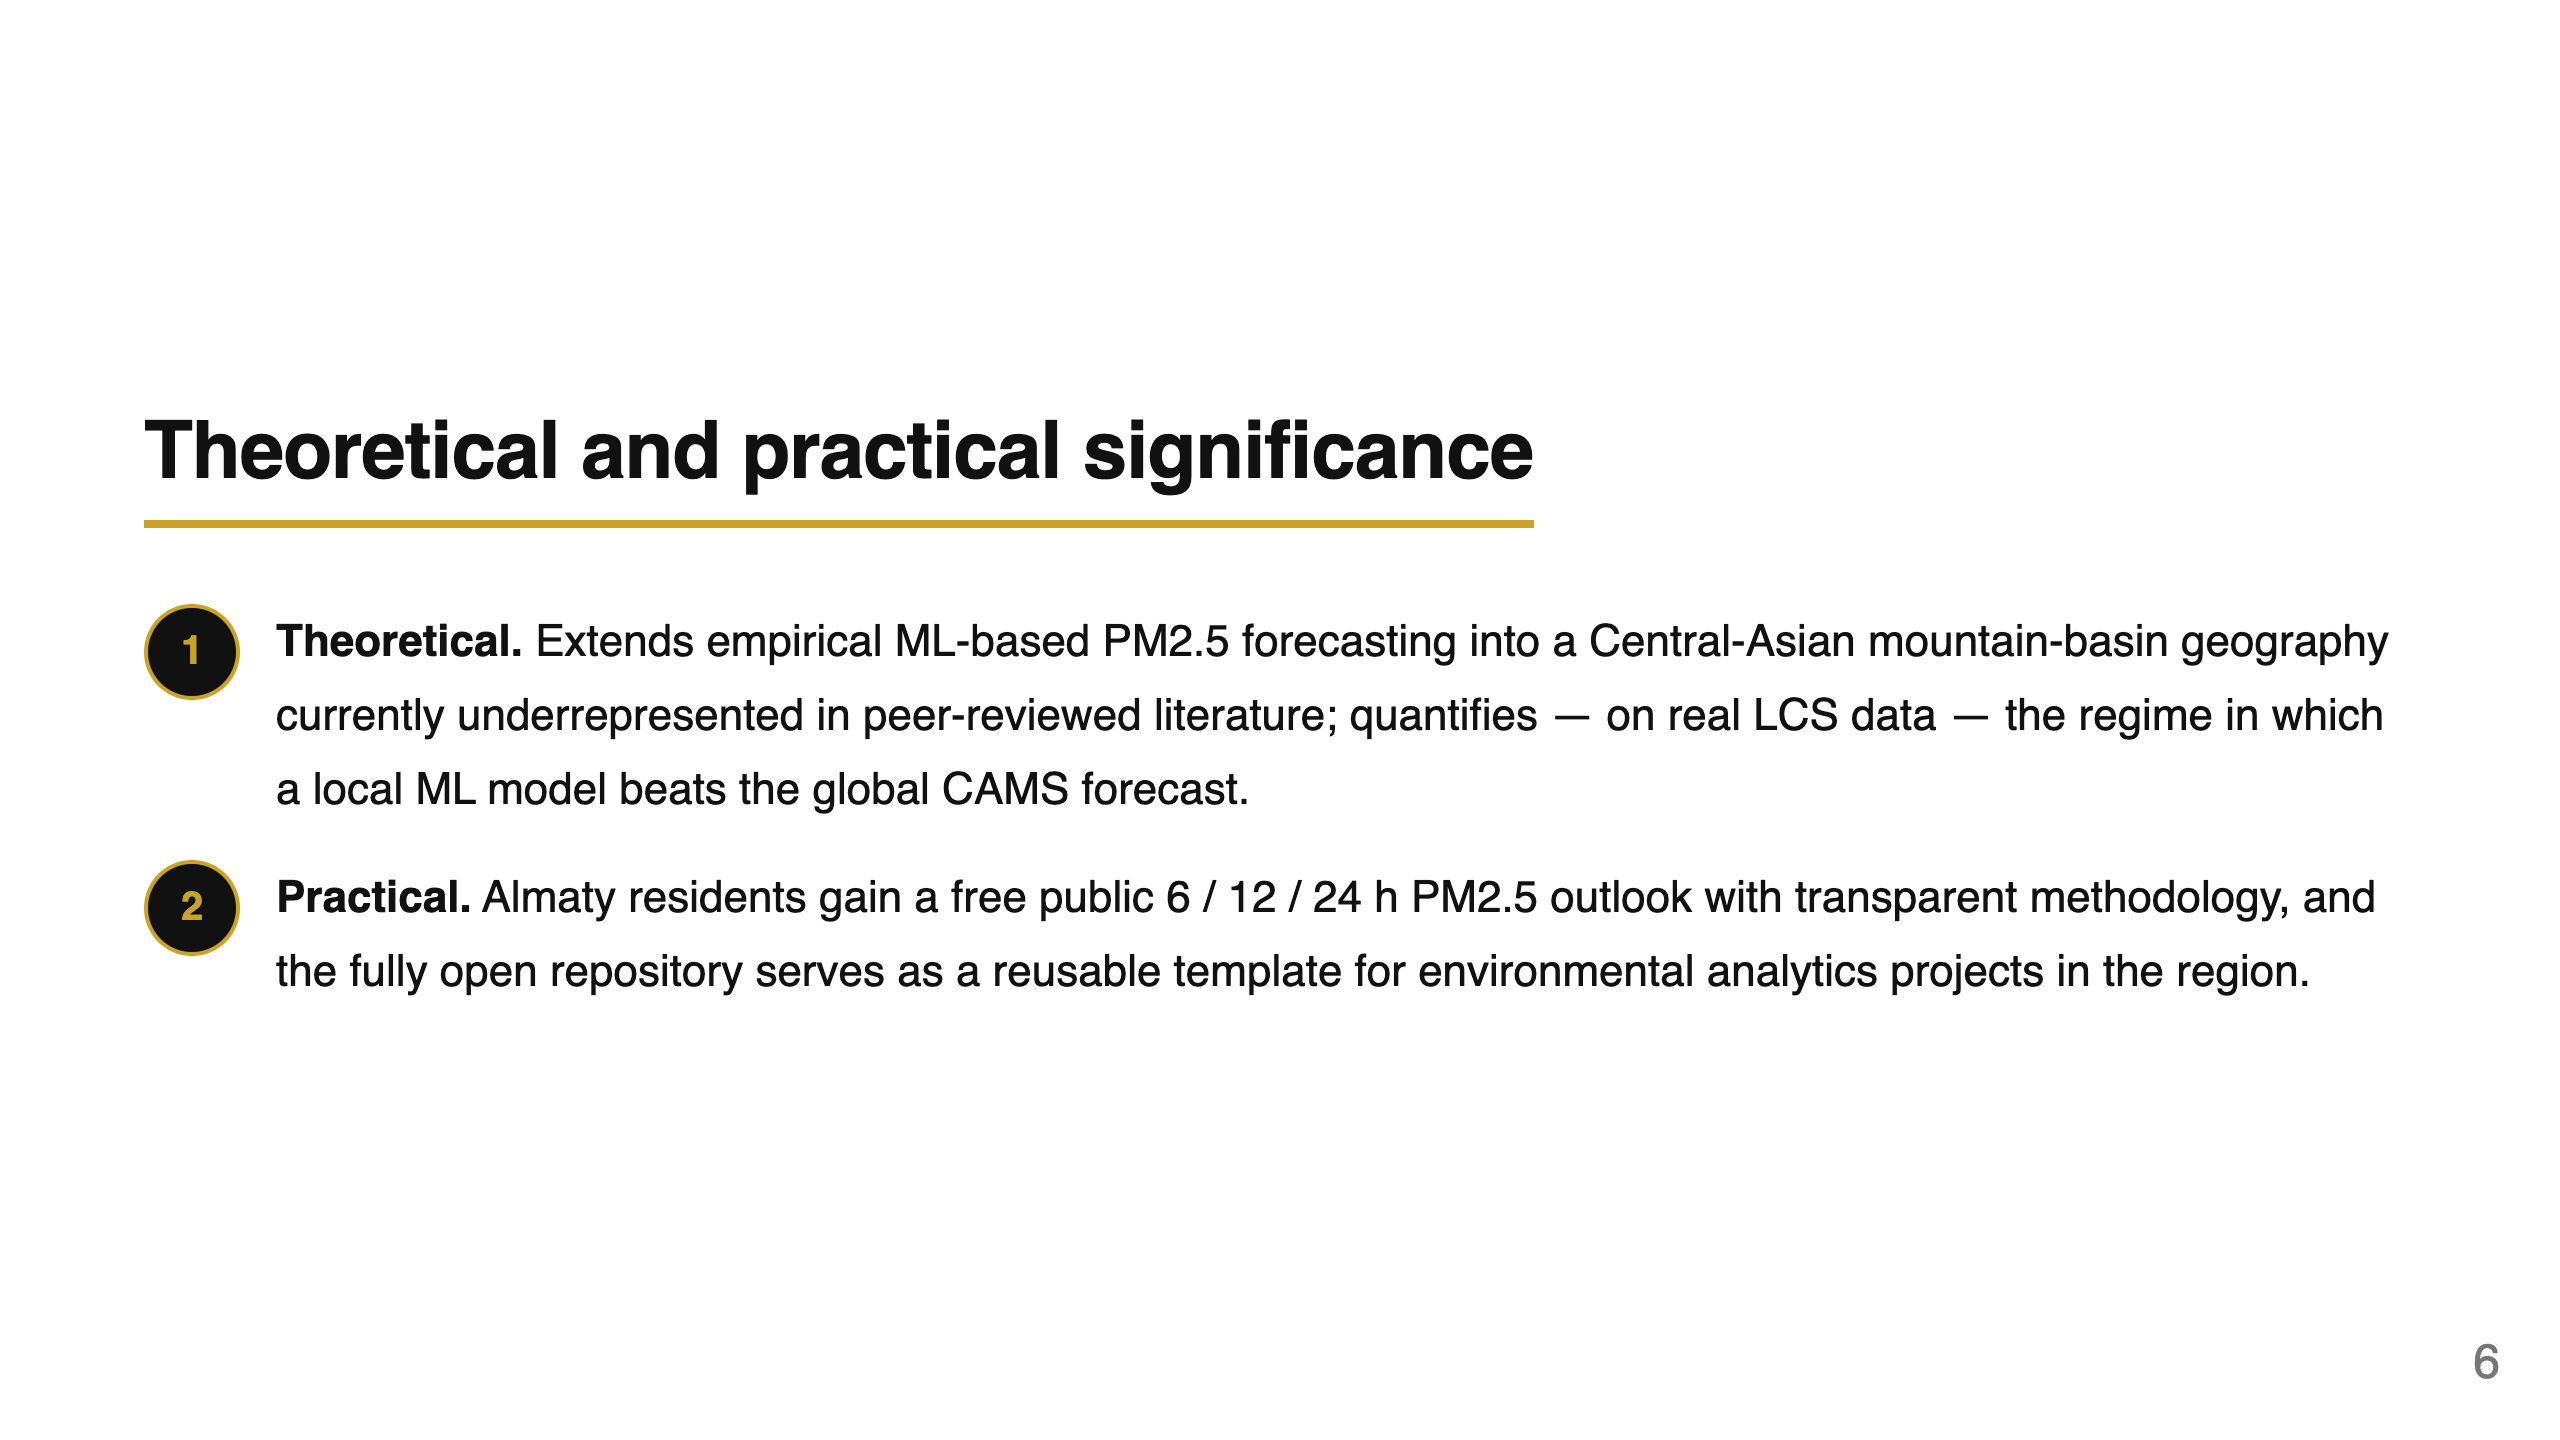 Theoretical and practical significance
1
Theoretical. Extends empirical ML-based PM2.5 forecasting into a Central-Asian mountain-basin geography
currently underrepresented in peer-reviewed literature; quantifies — on real LCS data — the regime in which
a local ML model beats the global CAMS forecast.
2
Practical. Almaty residents gain a free public 6 / 12 / 24 h PM2.5 outlook with transparent methodology, and
the fully open repository serves as a reusable template for environmental analytics projects in the region.
6